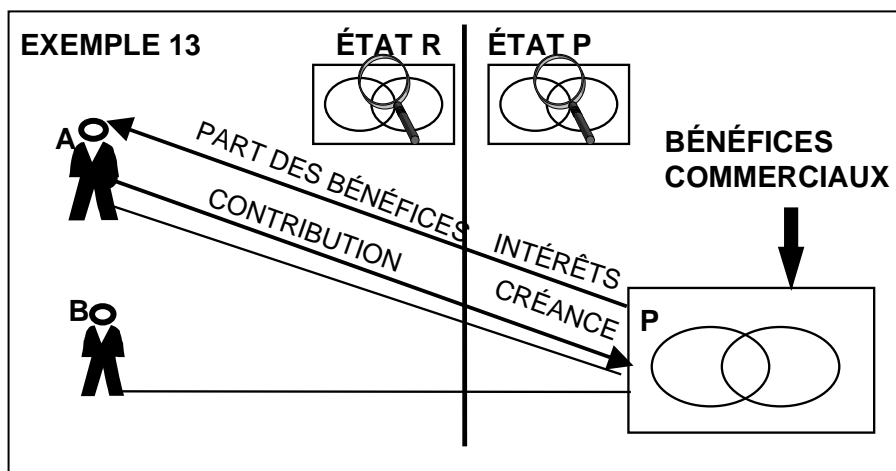 EXEMPLE 13
ÉTAT R
ÉTAT P
A
PART DES BÉNÉFICES
INTÉRÊTS
BÉNÉFICES
COMMERCIAUX
CONTRIBUTION
CRÉANCE
B
P